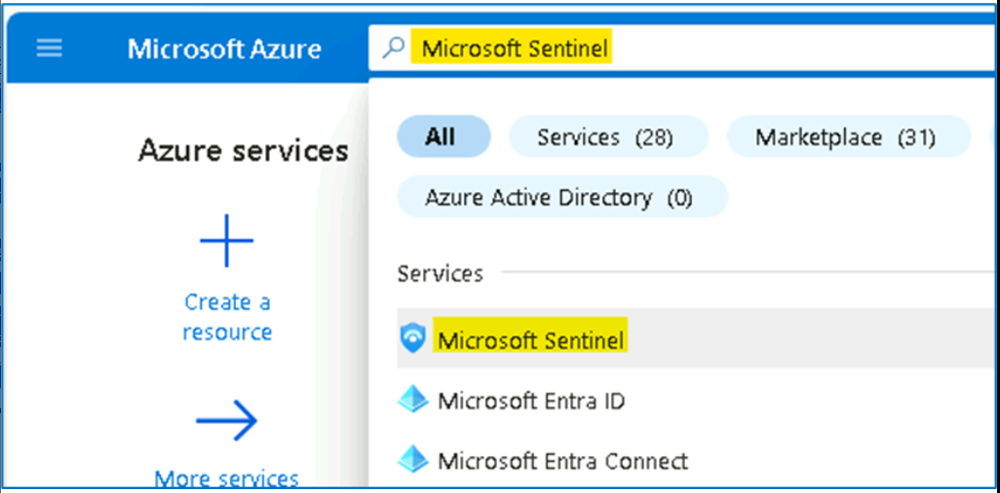 Microsoft Azure
Microsoft Sentinel
Azure services
Create a
resource
More services
All
Services (28)
Marketplace (31)
Azure Active Directory (0)
Services
Microsoft Sentinel
Microsoft Entra ID
Microsoft Entra Connect